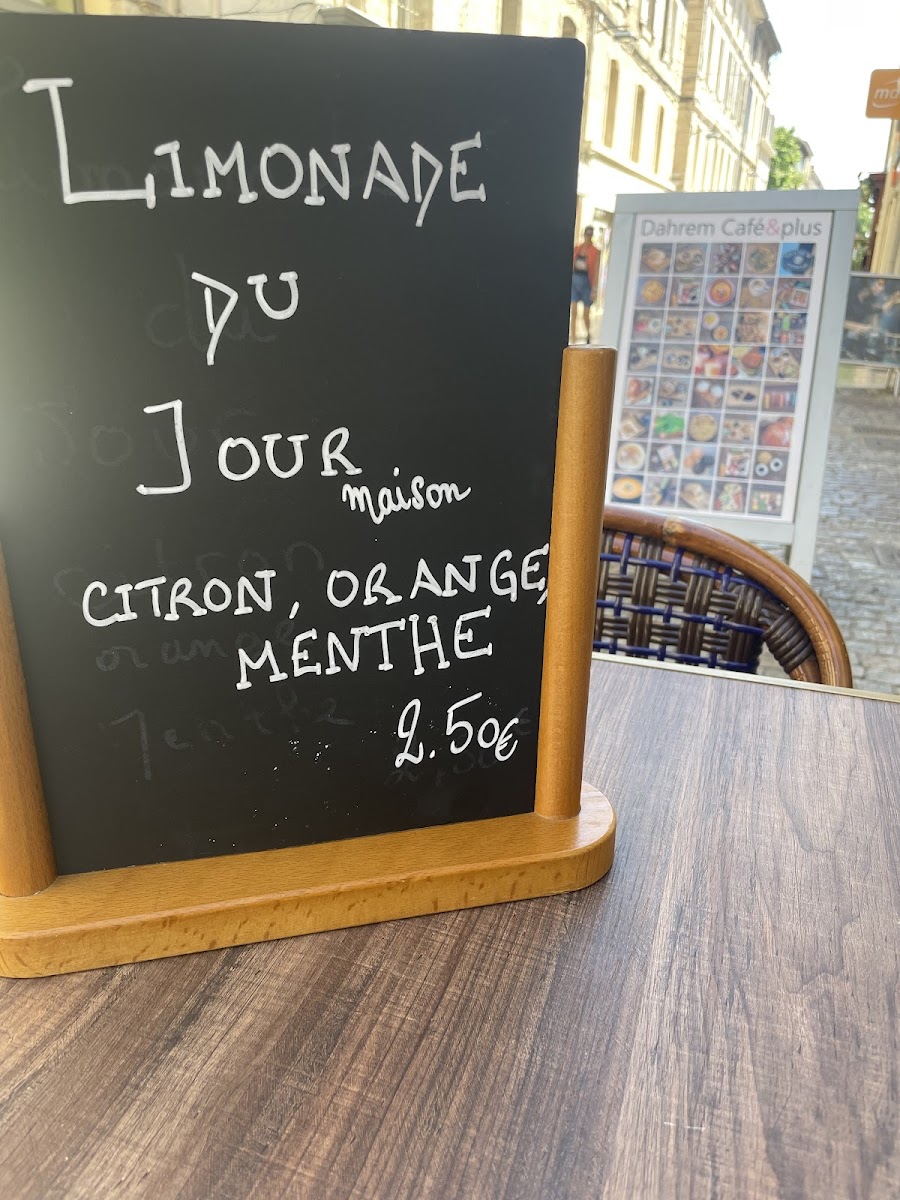 LIMONADE
DU
JOUR
maison
CITRON, ORANGE,
MENTHE
2.50€
Dahrem Café&plus